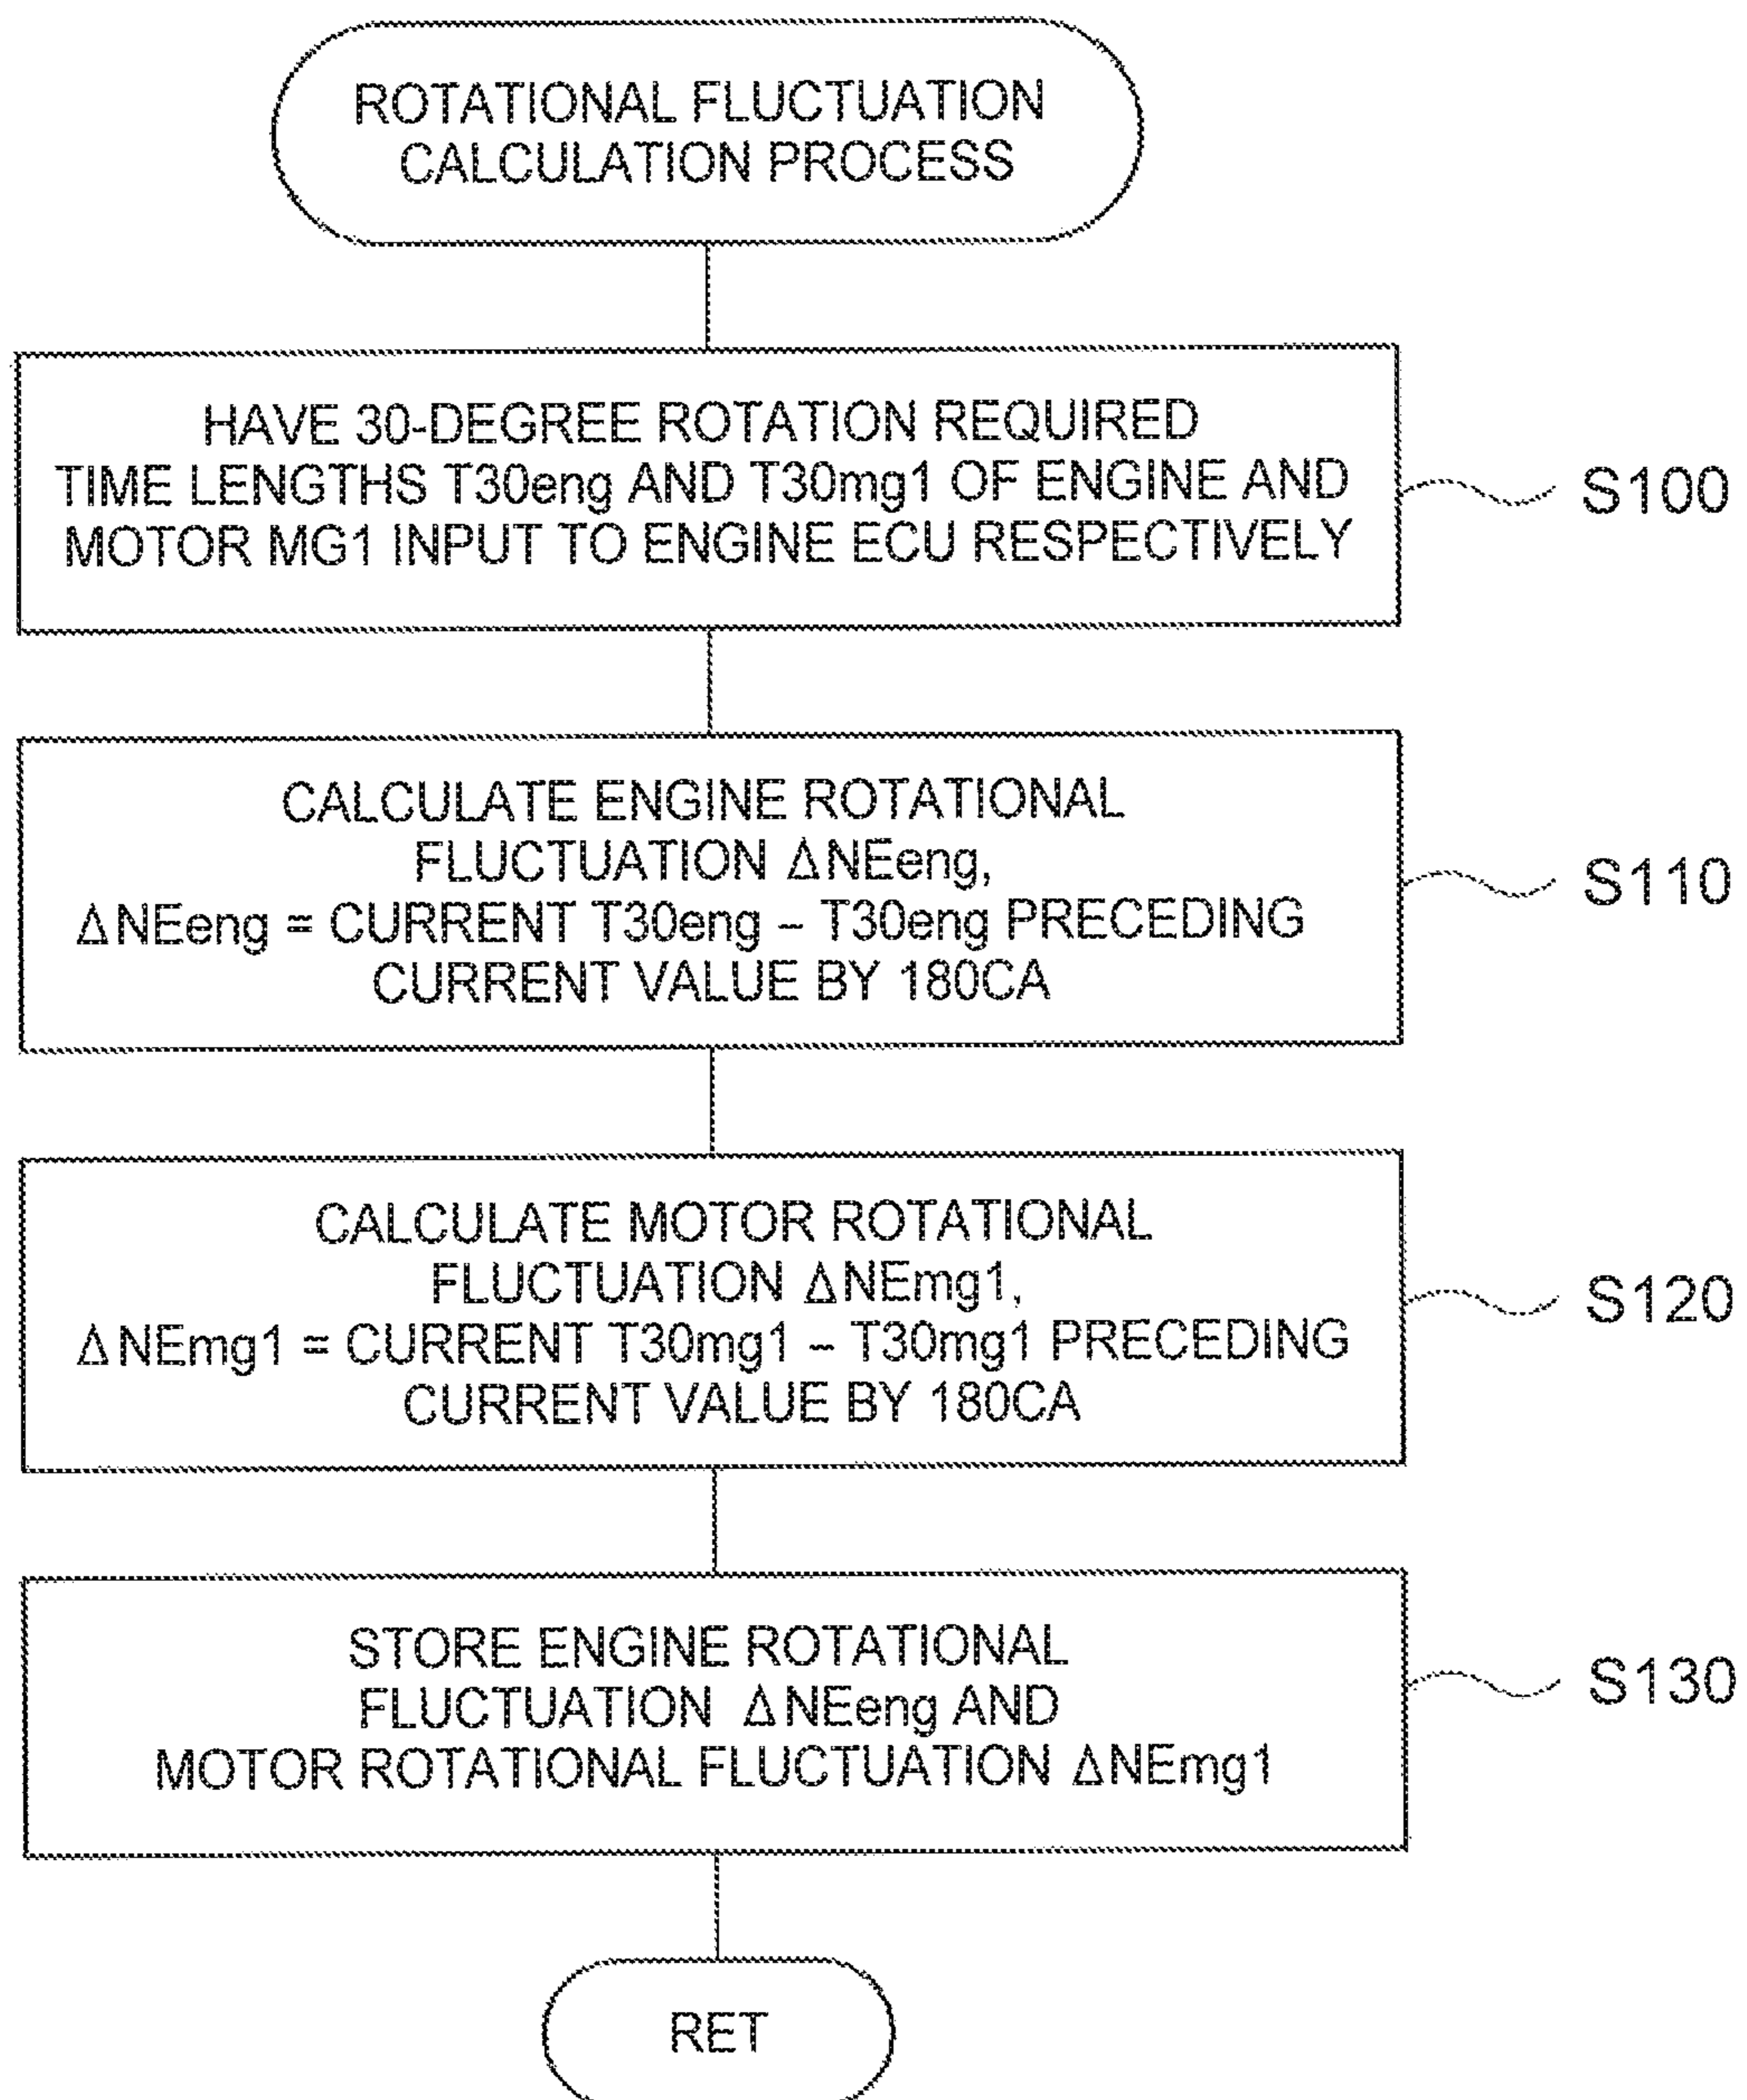 ROTATIONAL FLUCTUATION
CALCULATION PROCESS
HAVE 30-DEGREE ROTATION REQUIRED
TIME LENGTHS T30eng AND T30mg1 OF ENGINE AND
MOTOR MG1 INPUT TO ENGINE ECU RESPECTIVELY
S100
CALCULATE ENGINE ROTATIONAL
FLUCTUATION ΔNEeng,
ΔNEeng = CURRENT T30eng – T30eng PRECEDING
CURRENT VALUE BY 180CA
S110
CALCULATE MOTOR ROTATIONAL
FLUCTUATION ΔNEmg1,
ΔNEmg1 = CURRENT T30mg1 – T30mg1 PRECEDING
CURRENT VALUE BY 180CA
S120
STORE ENGINE ROTATIONAL
FLUCTUATION ΔNEeng AND
MOTOR ROTATIONAL FLUCTUATION ΔNEmg1
S130
RET